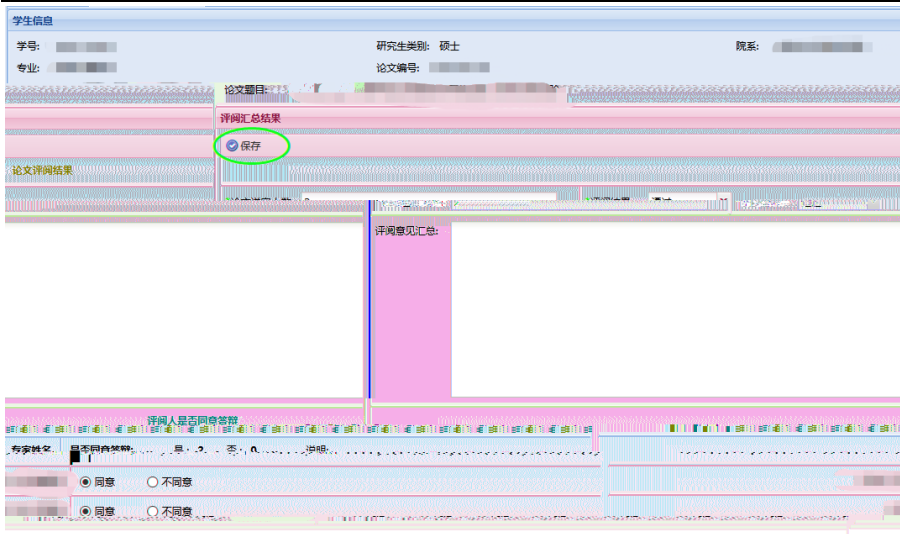 学生信息
学号: 研究生类别: 硕士 院系:
专业: 论文编号:
论文题目:
评阅汇总结果
保存
论文评阅结果
评阅意见汇总:
评阅人是否同意答辩
专家姓名 是否同意答辩: 是: 2 否: 0 说明:
同意 不同意
同意 不同意